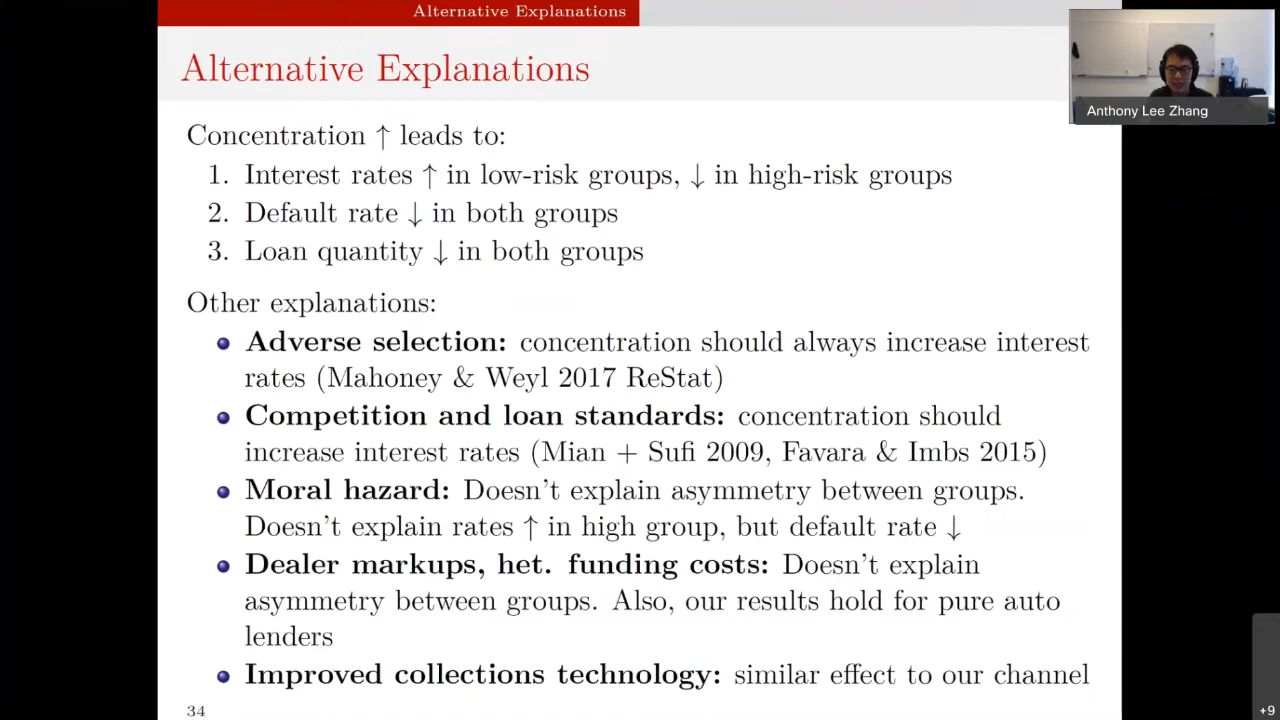 Alternative Explanations
Alternative Explanations
Anthony Lee Zhang
Concentration ↑ leads to:
1. Interest rates ↑ in low-risk groups, ↓ in high-risk groups
2. Default rate ↓ in both groups
3. Loan quantity ↓ in both groups
Other explanations:
Adverse selection: concentration should always increase interest
rates (Mahoney & Weyl 2017 ReStat)
Competition and loan standards: concentration should
increase interest rates (Mian + Sufi 2009, Favara & Imbs 2015)
Moral hazard: Doesn't explain asymmetry between groups.
Doesn't explain rates ↑ in high group, but default rate ↓
Dealer markups, het. funding costs: Doesn't explain
asymmetry between groups. Also, our results hold for pure auto
lenders
Improved collections technology: similar effect to our channel
34
+9